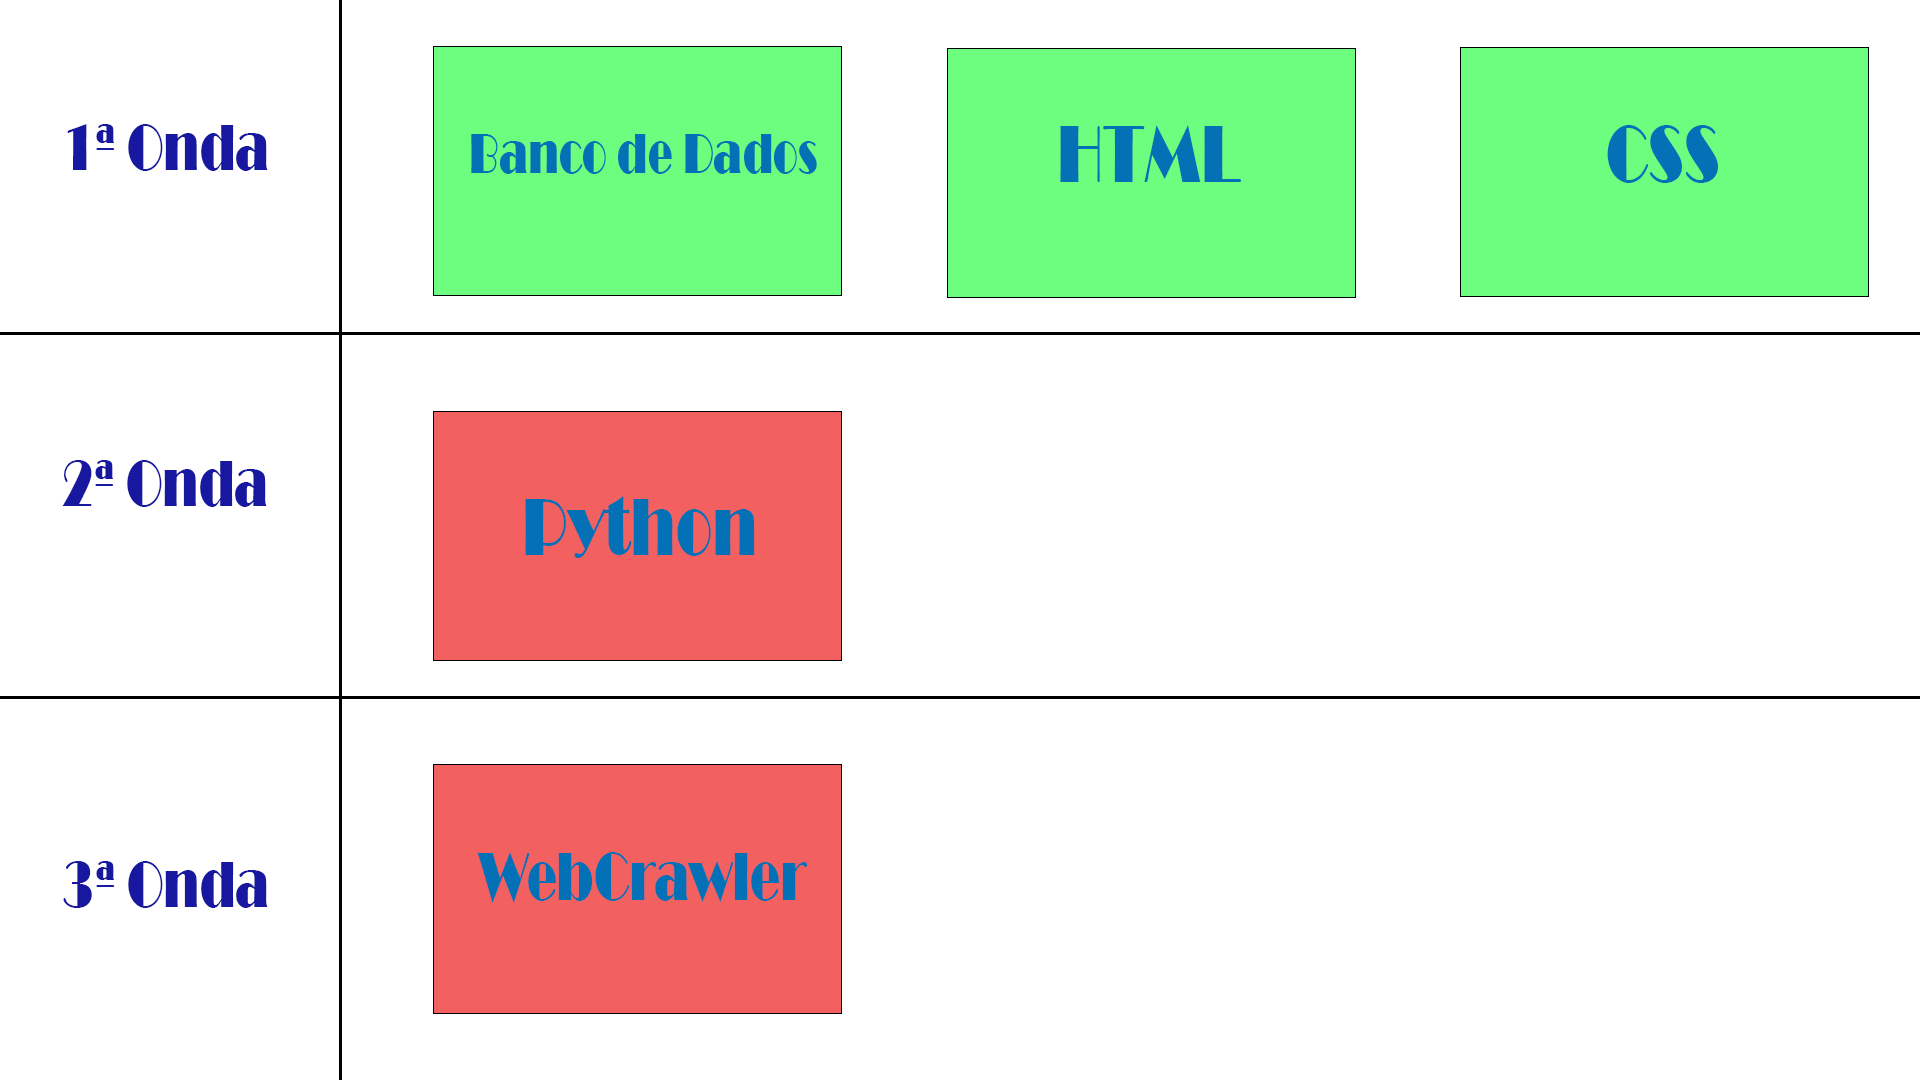 1ª Onda
Banco de Dados
HTML
CSS
2ª Onda
Python
3ª Onda
WebCrawler